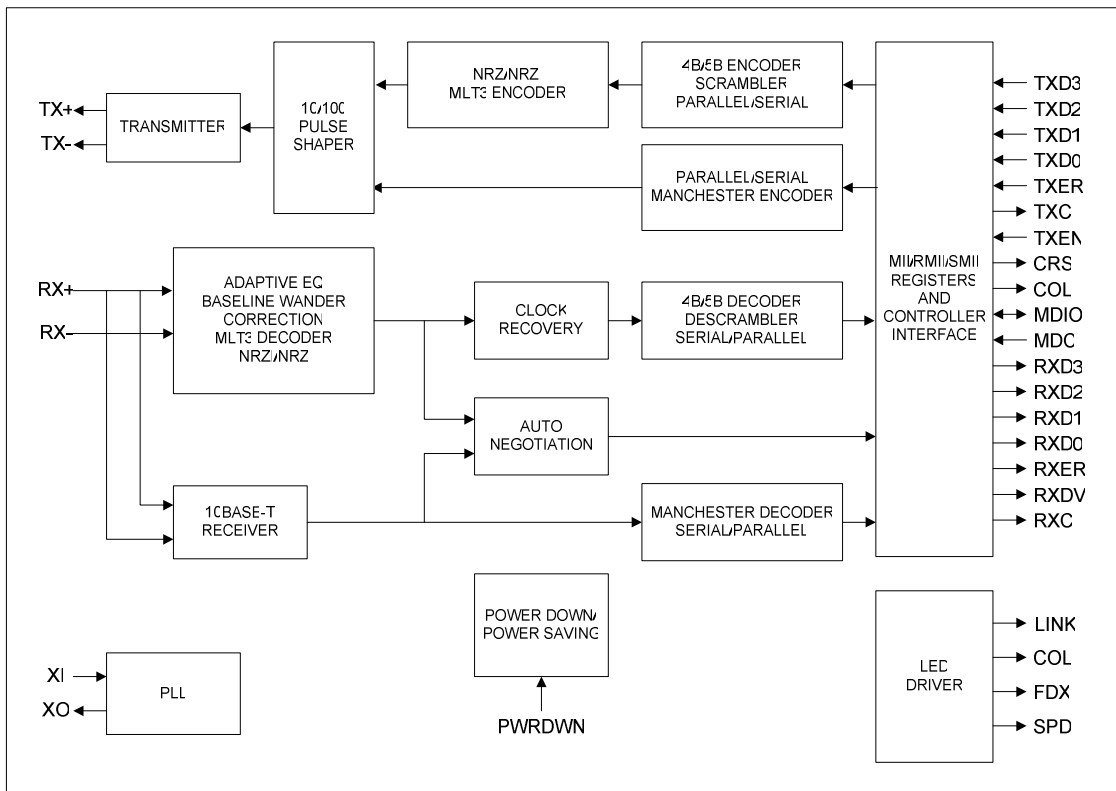 NRZ/NRZ
MLT3 ENCODER
4B/5B ENCODER
SCRAMBLER
PARALLEL/SERIAL
10/100
PULSE
SHAPER
TRANSMITTER
TX+
TX-
PARALLEL/SERIAL
MANCHESTER ENCODER
TXD3
TXD2
TXD1
TXD0
TXER
TXC
TXEN
CRS
COL
MDIO
MDC
RXD3
RXD2
RXD1
RXD0
RXER
RXDV
RXC
MII/RMII/SMII
REGISTERS
AND
CONTROLLER
INTERFACE
RX+
RX-
ADAPTIVE EQ
BASELINE WANDER
CORRECTION
MLT3 DECODER
NRZI/NRZ
CLOCK
RECOVERY
4B/5B DECODER
DESCRAMBLER
SERIAL/PARALLEL
AUTO
NEGOTIATION
10BASE-T
RECEIVER
MANCHESTER DECODER
SERIAL/PARALLEL
POWER DOWN/
POWER SAVING
PWRDWN
XI
XO
PLL
LED
DRIVER
LINK
COL
FDX
SPD